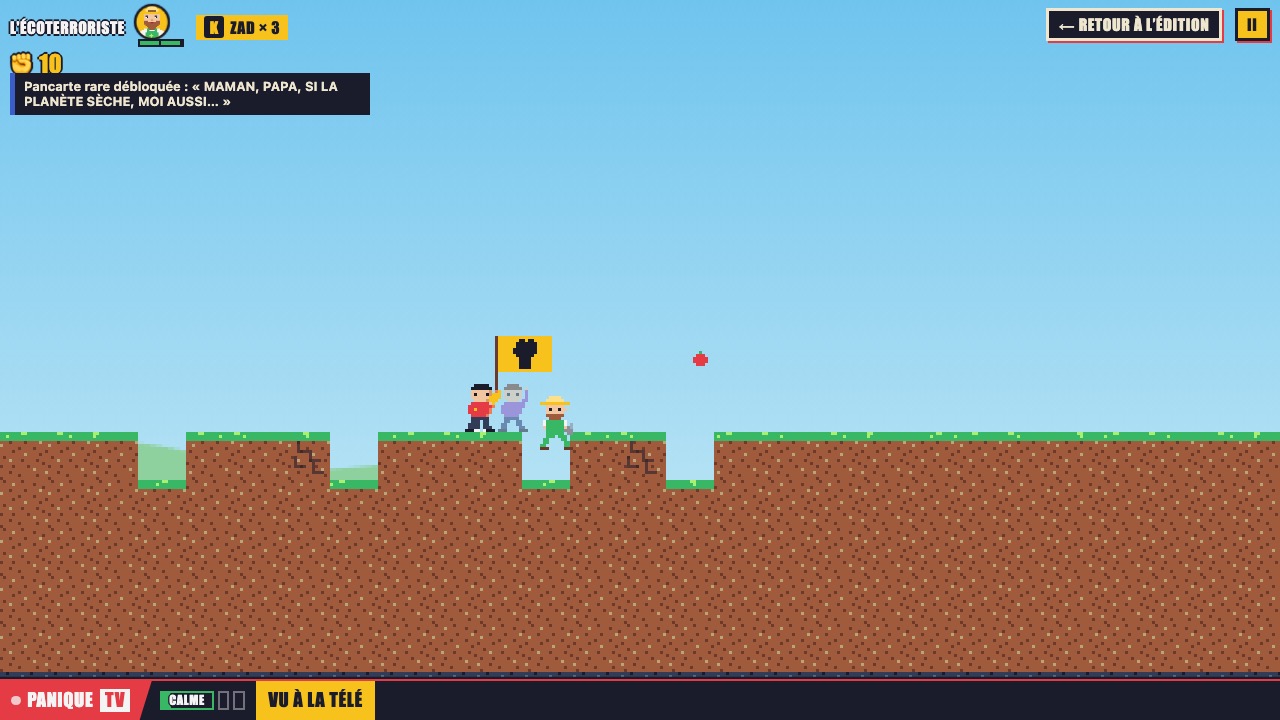 L'ÉCOTERRORISTE
K ZAD × 3
← RETOUR À L'ÉDITION
10
Pancarte rare débloquée : « MAMAN, PAPA, SI LA
PLANÈTE SÈCHE, MOI AUSSI... »
PANIQUE TV
CALME
VU À LA TÉLÉ